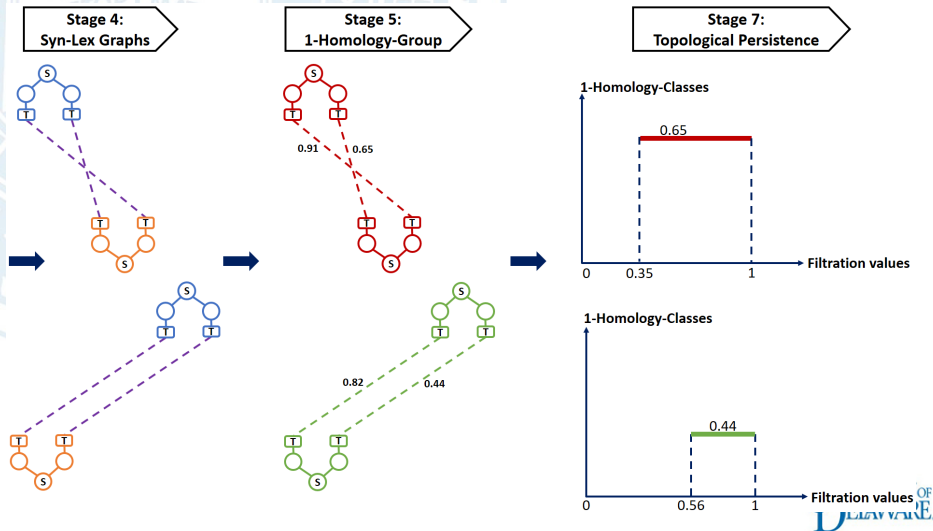 Stage 4:
Syn-Lex Graphs
Stage 5:
1-Homology-Group
Stage 7:
Topological Persistence
S
T T
T T
S
S
T T
T T
S
S
T T
0.91 0.65
T T
S
S
T T
0.82 0.44
T T
S
1-Homology-Classes
0.65
0 0.35 1 Filtration values
1-Homology-Classes
0.44
0 0.56 1 Filtration values
OF
DELAWARE